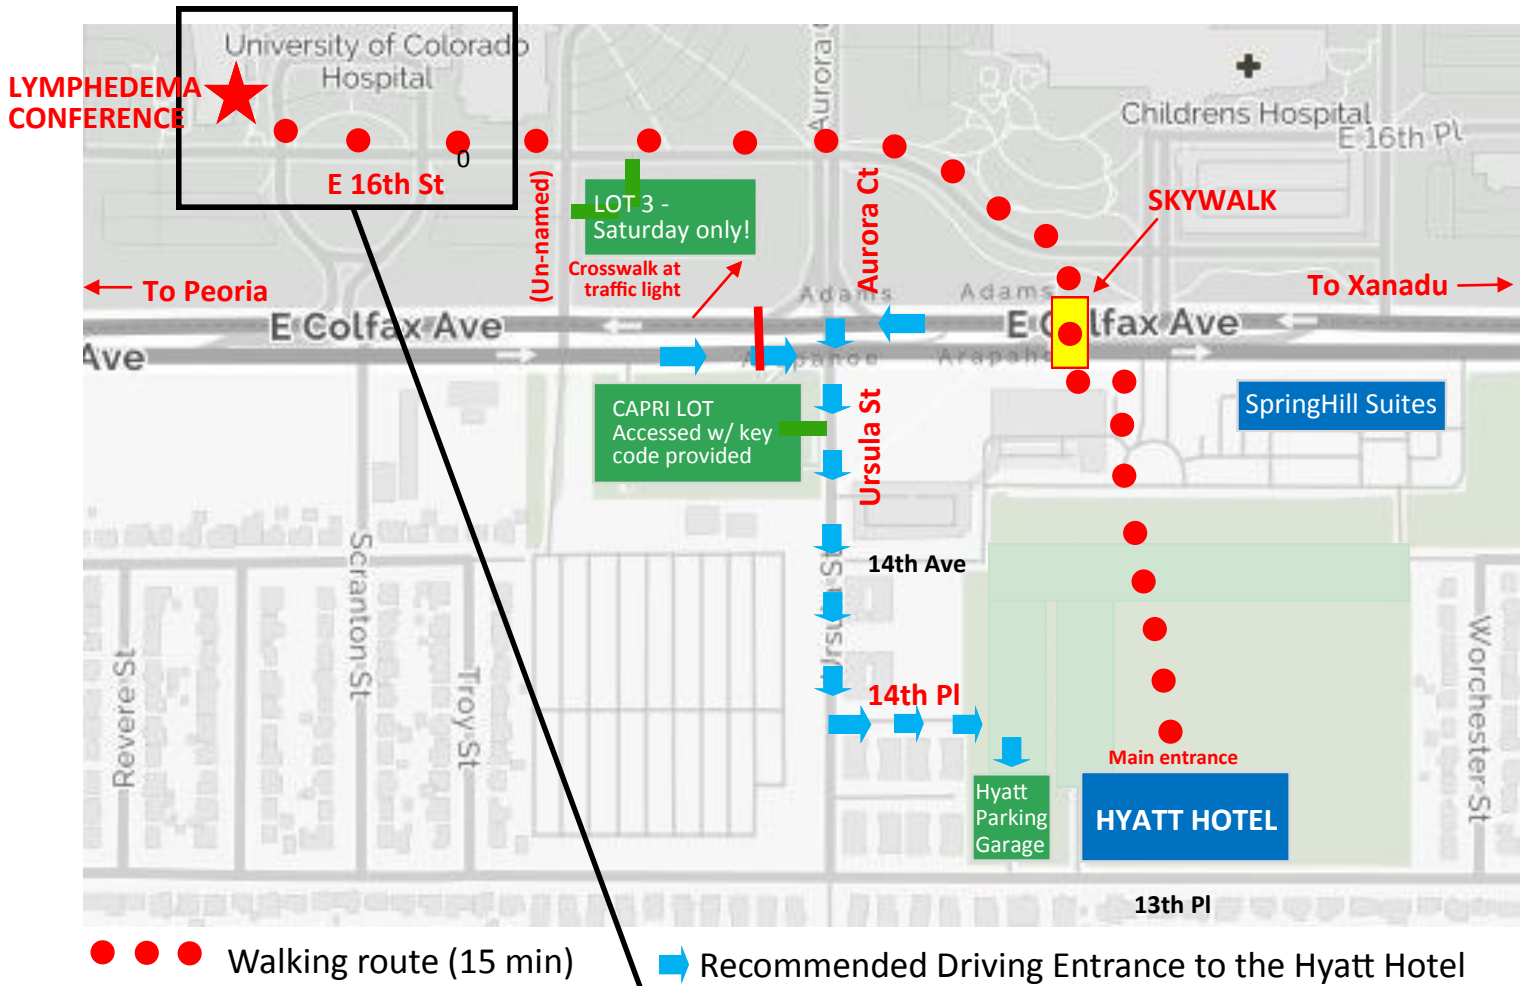 University of Colorado
Hospital
LYMPHEDEMA
CONFERENCE
Aurora C
Childrens Hospital
E 16th Pl
0
E 16th St
(Un-named)
LOT 3 -
Saturday only!
Aurora Ct
SKYWALK
Crosswalk at
traffic light
To Peoria
To Xanadu
Adams
Adams
E Colfax Ave
E Colfax Ave
Ave
Arapahoe
Arapaho
CAPRI LOT
Accessed w/ key
code provided
Ursula St
SpringHill Suites
14th Ave
Ursula St
Scranton St
Revere St
Troy St
Worchester St
14th Pl
Main entrance
Hyatt
Parking
Garage
HYATT HOTEL
13th Pl
Walking route (15 min)
Recommended Driving Entrance to the Hyatt Hotel